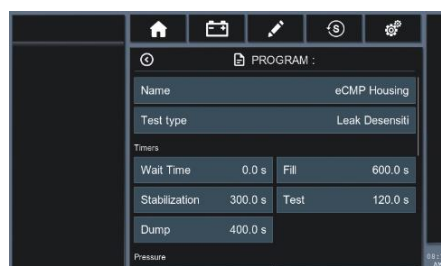 PROGRAM :
Name eCMP Housing
Test type Leak Desensiti
Timers
Wait Time 0.0 s Fill 600.0 s
Stabilization 300.0 s Test 120.0 s
Dump 400.0 s
Pressure